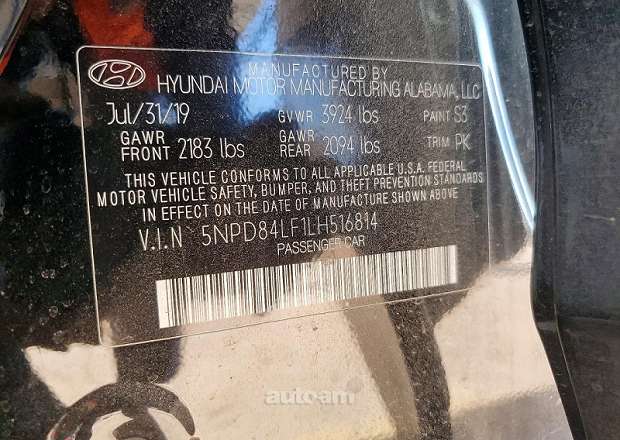 MANUFACTURED BY
HYUNDAI MOTOR MANUFACTURING ALABAMA, LLC
Jul/31/19 GVWR 3924 lbs PAINT S3
GAWR FRONT 2183 lbs GAWR REAR 2094 lbs TRIM PK
THIS VEHICLE CONFORMS TO ALL APPLICABLE U.S.A. FEDERAL
MOTOR VEHICLE SAFETY, BUMPER, AND THEFT PREVENTION STANDARDS
IN EFFECT ON THE DATE OF MANUFACTURE SHOWN ABOVE
V.I.N 5NPD84LF1LH516814
PASSENGER CAR
auto.am